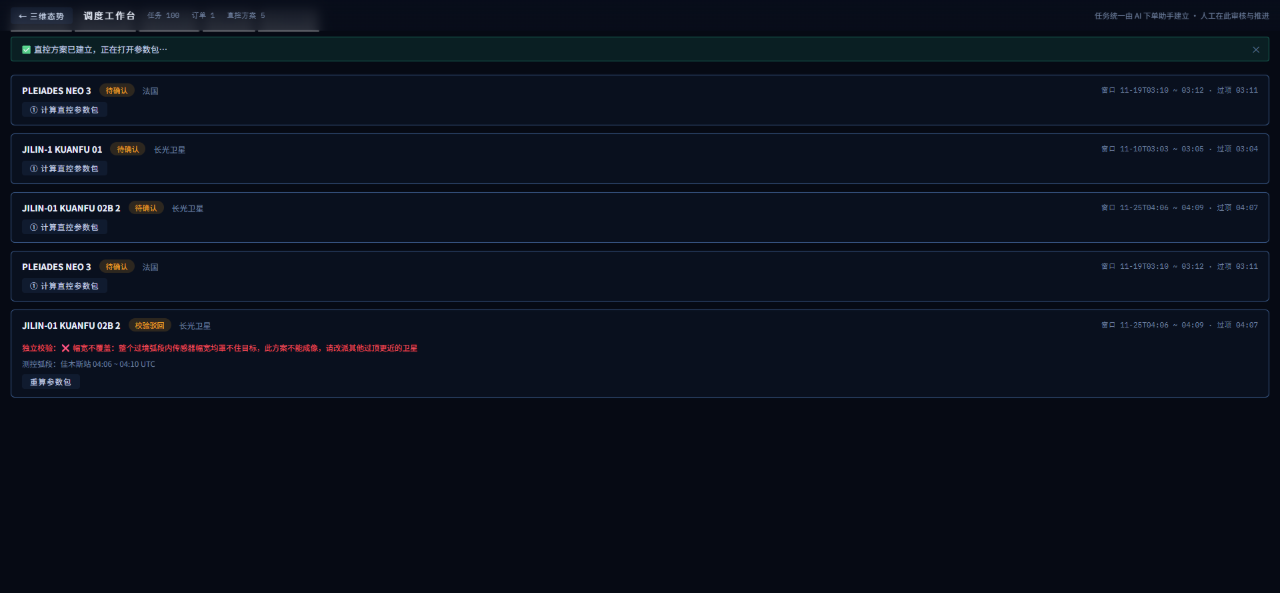 ← 三维态势 调度工作台 任务 100 订单 1 直控方案 5 任务统一由 AI 下单助手建立 · 人工在此审核与推进
✅ 直控方案已建立，正在打开参数包… ×
PLEIADES NEO 3 待确认 法国 窗口 11-19T03:10 ~ 03:12 · 过顶 03:11
① 计算直控参数包
JILIN-1 KUANFU 01 待确认 长光卫星 窗口 11-10T03:03 ~ 03:05 · 过顶 03:04
① 计算直控参数包
JILIN-01 KUANFU 02B 2 待确认 长光卫星 窗口 11-25T04:06 ~ 04:09 · 过顶 04:07
① 计算直控参数包
PLEIADES NEO 3 待确认 法国 窗口 11-19T03:10 ~ 03:12 · 过顶 03:11
① 计算直控参数包
JILIN-01 KUANFU 02B 2 校验驳回 长光卫星 窗口 11-25T04:06 ~ 04:09 · 过顶 04:07
独立校验：❌ 幅宽不覆盖：整个过境弧段内传感器幅宽均罩不住目标，此方案不能成像，请改派其他过顶更近的卫星
测控弧段：佳木斯站 04:06 ~ 04:10 UTC
重算参数包